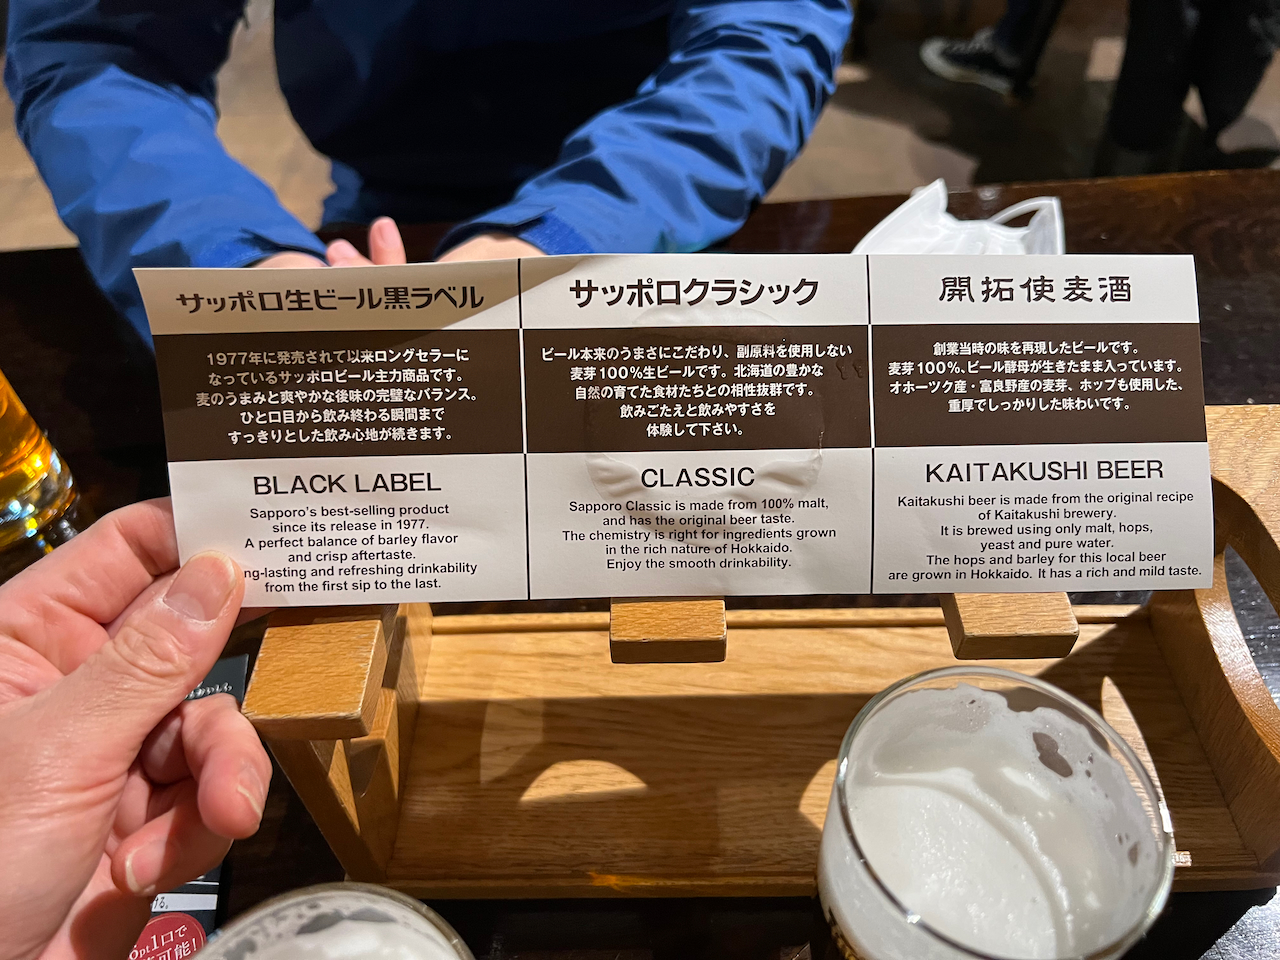 サッポロ生ビール黒ラベル
1977年に発売されて以来ロングセラーに
なっているサッポロビール主力商品です。
麦のうまみと爽やかな後味の完璧なバランス。
ひと口目から飲み終わる瞬間まで
すっきりとした飲み心地が続きます。
BLACK LABEL
Sapporo's best-selling product
since its release in 1977.
A perfect balance of barley flavor
and crisp aftertaste.
ng-lasting and refreshing drinkability
from the first sip to the last.
サッポロクラシック
ビール本来のうまさにこだわり、副原料を使用しない
麦芽100%生ビールです。北海道の豊かな
自然の育てた食材たちとの相性抜群です。
飲みごたえと飲みやすさを
体験して下さい。
CLASSIC
Sapporo Classic is made from 100% malt,
and has the original beer taste.
The chemistry is right for ingredients grown
in the rich nature of Hokkaido.
Enjoy the smooth drinkability.
開拓使麦酒
創業当時の味を再現したビールです。
麦芽100%、ビール酵母が生きたまま入っています。
オホーツク産・富良野産の麦芽、ホップも使用した、
重厚でしっかりした味わいです。
KAITAKUSHI BEER
Kaitakushi beer is made from the original recipe
of Kaitakushi brewery.
It is brewed using only malt, hops,
yeast and pure water.
The hops and barley for this local beer
are grown in Hokkaido. It has a rich and mild taste.
る。
pt1口で
可能!